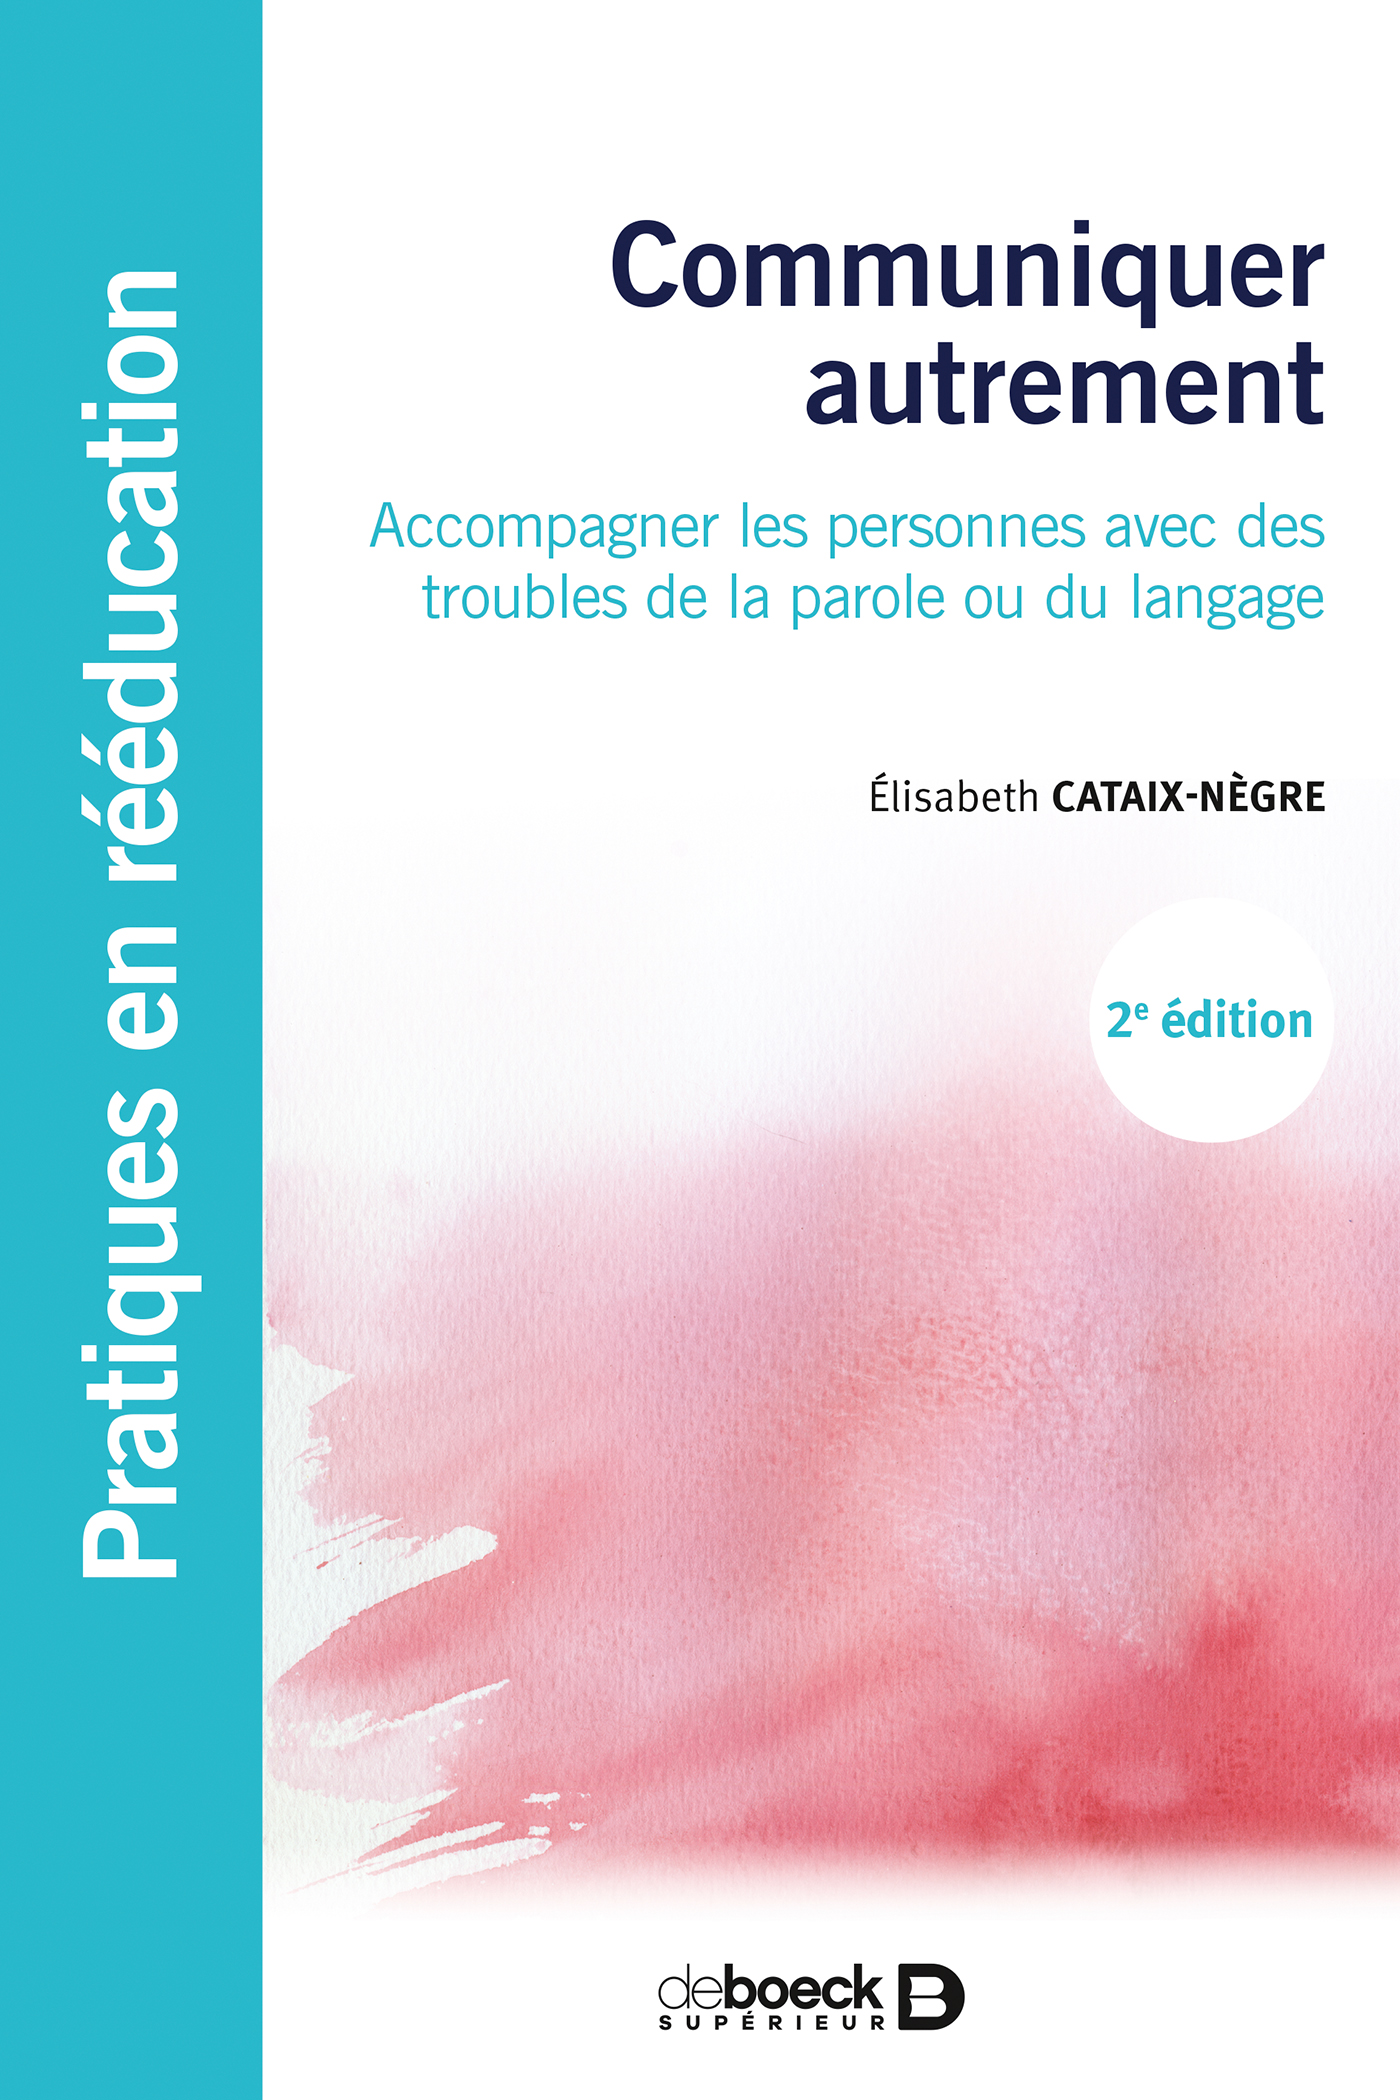 Pratiques en rééducation
Communiquer
autrement
Accompagner les personnes avec des
troubles de la parole ou du langage
Élisabeth CATAIX-NÈGRE
2e édition
deboeck B
SUPÉRIEUR